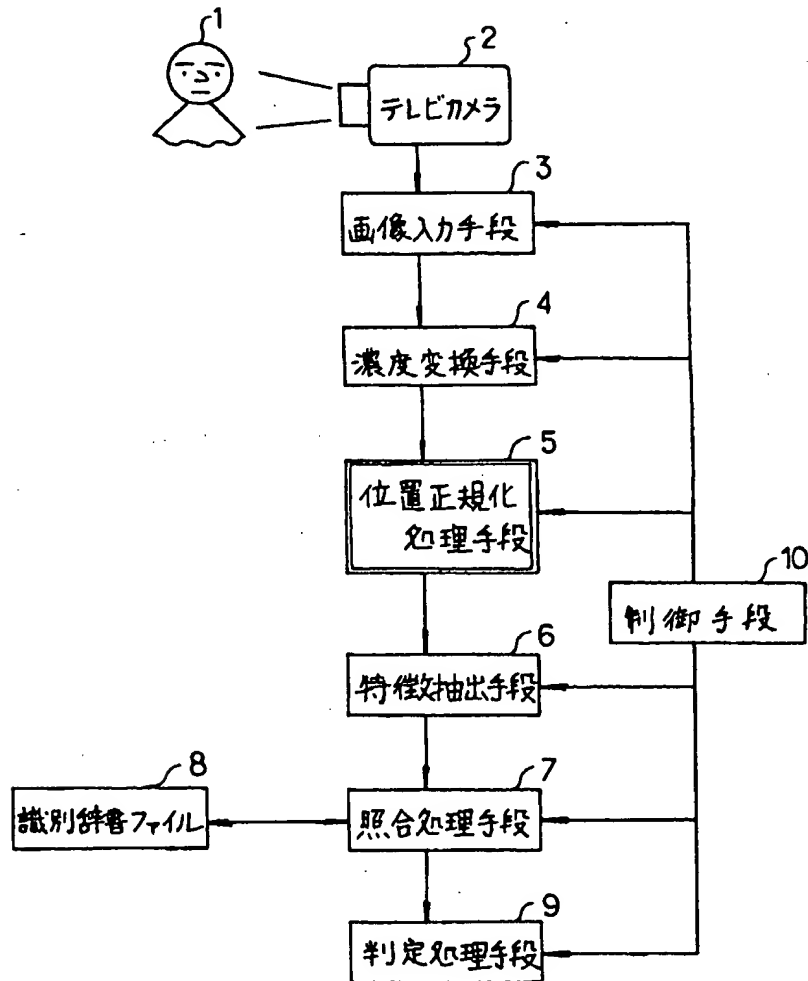 1
2
テレビカメラ
3
画像入力手段
4
濃度変換手段
5
位置正規化
処理手段
10
制御手段
6
特徴抽出手段
7
照合処理手段
8
識別辞書ファイル
9
判定処理手段